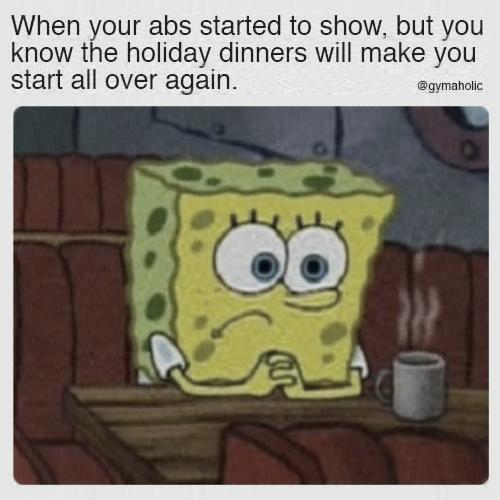 When your abs started to show, but you
know the holiday dinners will make you
start all over again.
@gymaholic